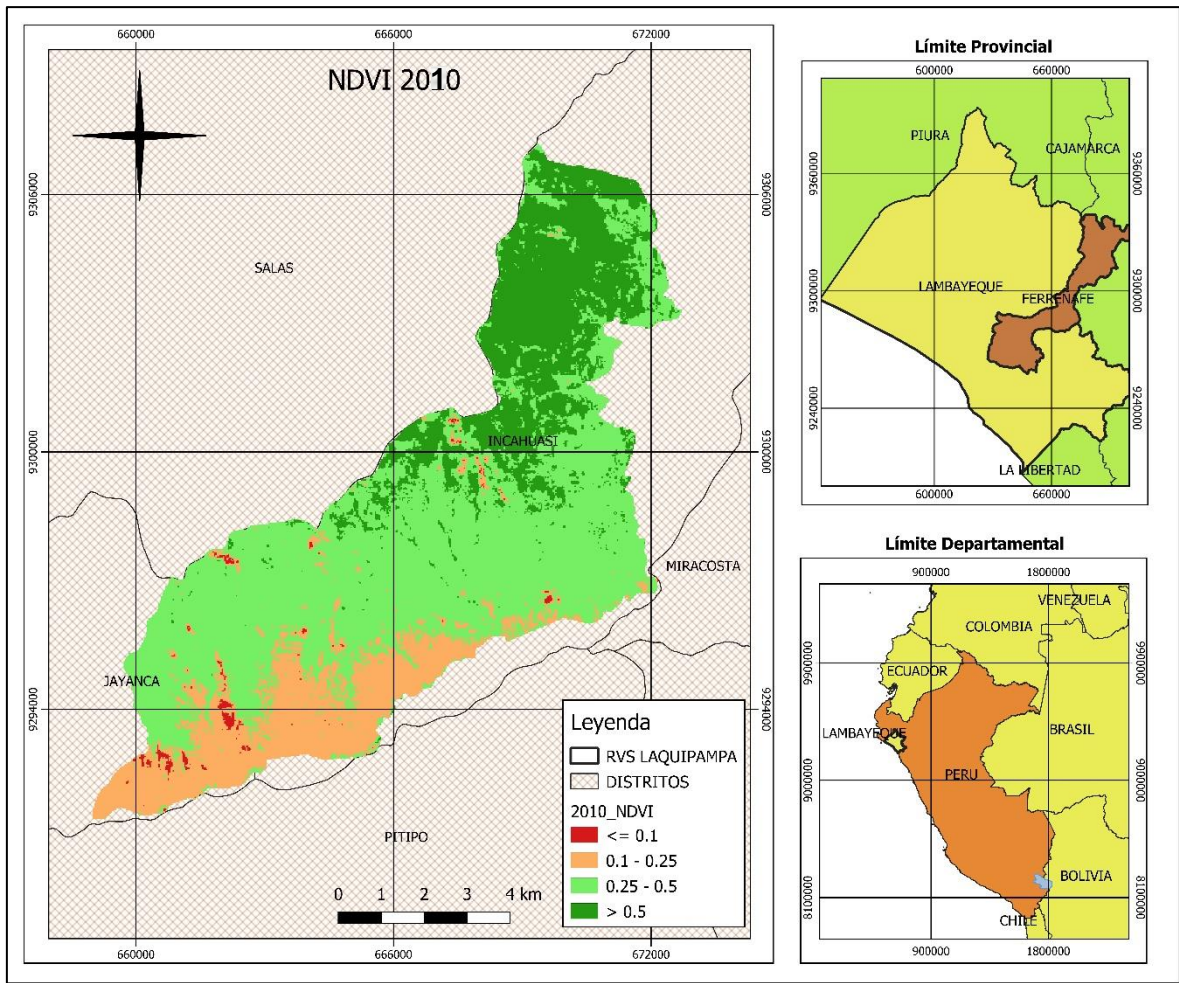 NDVI 2010
660000
666000
672000
9306000
9306000
SALAS
INCAHUASI
9300000
9300000
MIRACOSTA
JAYANCA
9294000
9294000
PITIPO
0 1 2 3 4 km
Leyenda
RVS LAQUIPAMPA
DISTRITOS
2010_NDVI
<= 0.1
0.1 - 0.25
0.25 - 0.5
> 0.5
660000
666000
672000
Límite Provincial
600000
660000
PIURA
CAJAMARCA
9360000
9360000
LAMBAYEQUE
FERREÑAFE
9300000
9300000
9240000
9240000
LA LIBERTAD
600000
660000
Límite Departamental
900000
1800000
VENEZUELA
COLOMBIA
9900000
9900000
ECUADOR
LAMBAYEQUE
BRASIL
PERU
9000000
9000000
BOLIVIA
8100000
8100000
CHILE
900000
1800000